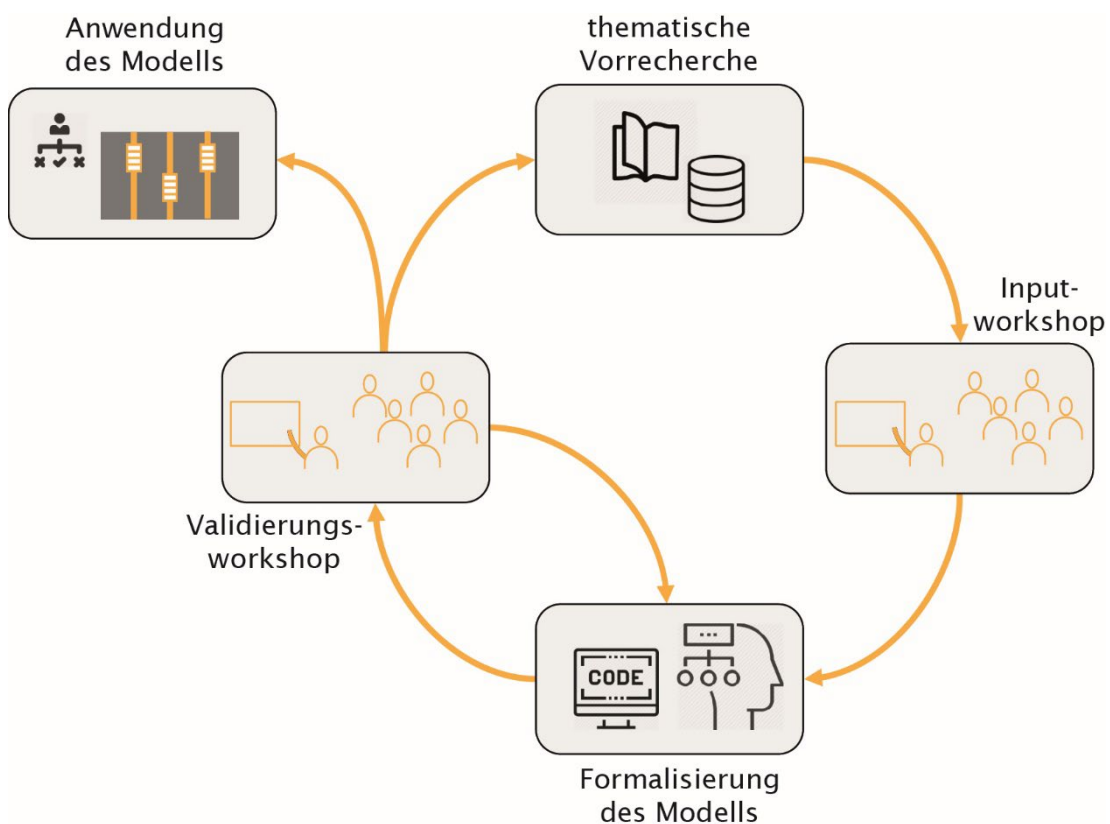 Anwendung
des Modells
thematische
Vorrecherche
Input-
workshop
Validierungs-
workshop
CODE
...
Formalisierung
des Modells